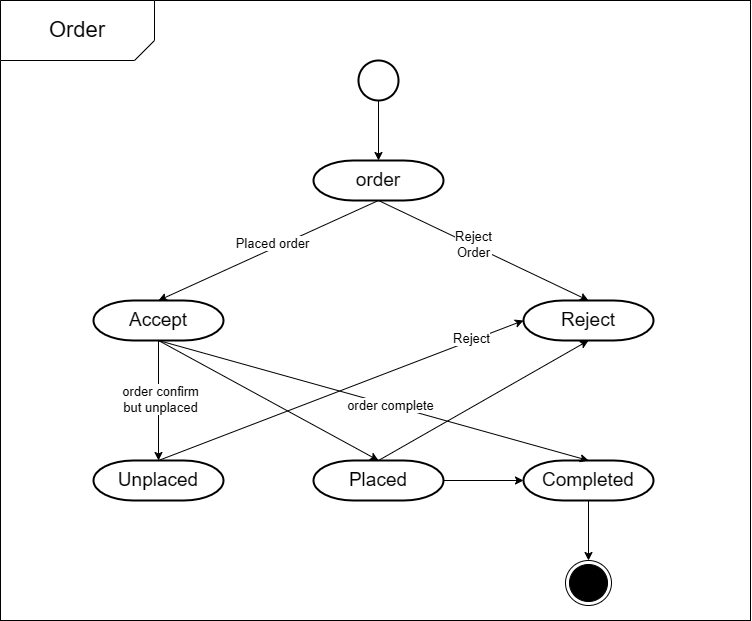 Order
order
Placed order
Reject
Order
Accept
Reject
Reject
order confirm
but unplaced
order complete
Unplaced
Placed
Completed